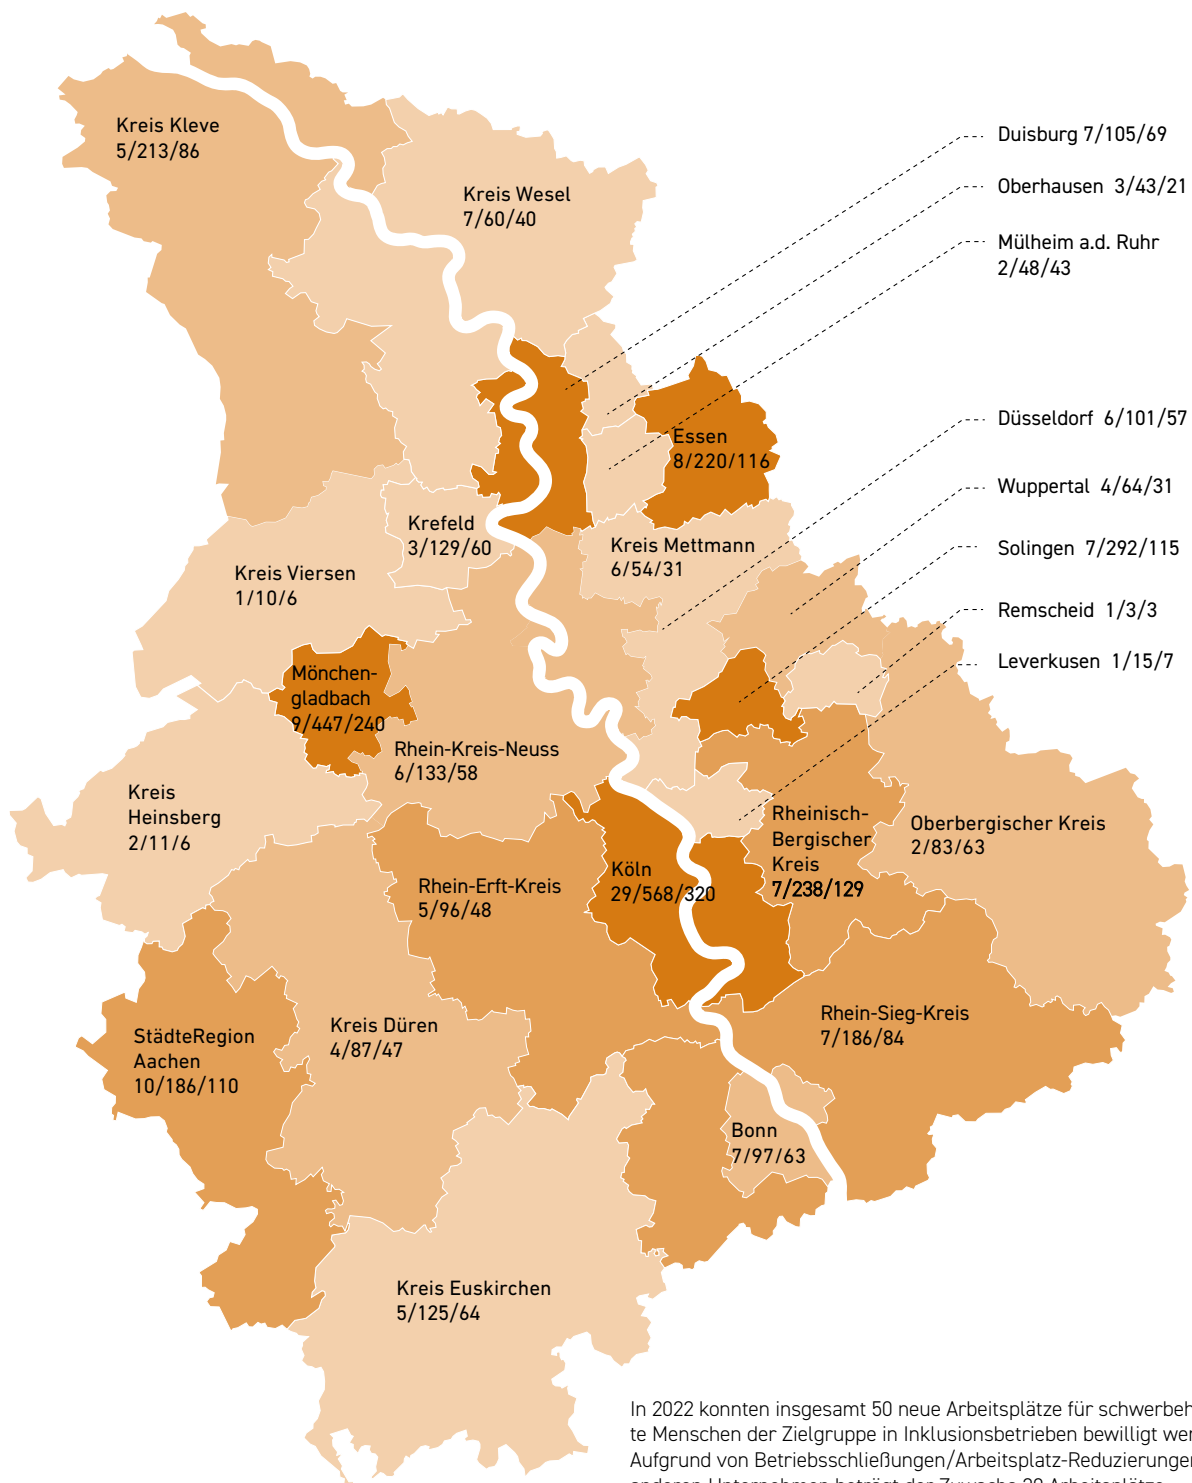 Kreis Kleve
5/213/86
Kreis Wesel
7/60/40
Duisburg 7/105/69
Oberhausen 3/43/21
Mülheim a.d. Ruhr
2/48/43
Essen
8/220/116
Düsseldorf 6/101/57
Wuppertal 4/64/31
Solingen 7/292/115
Remscheid 1/3/3
Leverkusen 1/15/7
Krefeld
3/129/60
Kreis Mettmann
6/54/31
Kreis Viersen
1/10/6
Mönchen-
gladbach
9/447/240
Rhein-Kreis-Neuss
6/133/58
Kreis
Heinsberg
2/11/6
Rheinisch-
Bergischer
Kreis
7/238/129
Oberbergischer Kreis
2/83/63
Rhein-Erft-Kreis
5/96/48
Köln
29/568/320
StädteRegion
Aachen
10/186/110
Kreis Düren
4/87/47
Rhein-Sieg-Kreis
7/186/84
Bonn
7/97/63
Kreis Euskirchen
5/125/64
In 2022 konnten insgesamt 50 neue Arbeitsplätze für schwerbeh
te Menschen der Zielgruppe in Inklusionsbetrieben bewilligt wer
Aufgrund von Betriebsschließungen/Arbeitsplatz-Reduzierungen